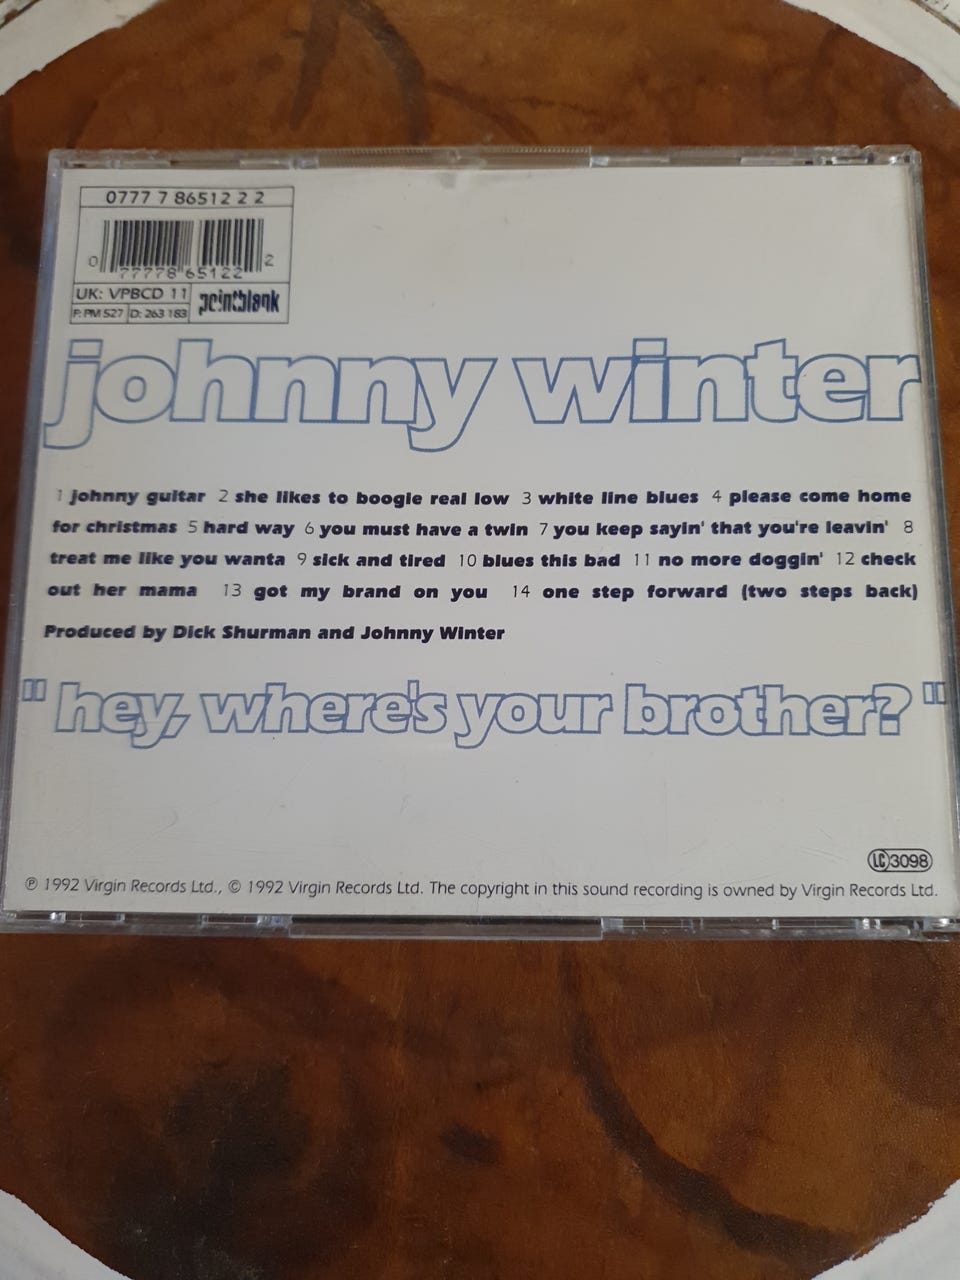 0777 7 86512 2 2
0 77778 65122 2
UK: VPBCD 11
F: PM 527 D: 263 183
pointblank
johnny winter
1 johnny guitar 2 she likes to boogie real low 3 white line blues 4 please come home
for christmas 5 hard way 6 you must have a twin 7 you keep sayin' that you're leavin' 8
treat me like you wanta 9 sick and tired 10 blues this bad 11 no more doggin' 12 check
out her mama 13 got my brand on you 14 one step forward (two steps back)
Produced by Dick Shurman and Johnny Winter
"hey, where's your brother?"
LC 3098
℗ 1992 Virgin Records Ltd., © 1992 Virgin Records Ltd. The copyright in this sound recording is owned by Virgin Records Ltd.